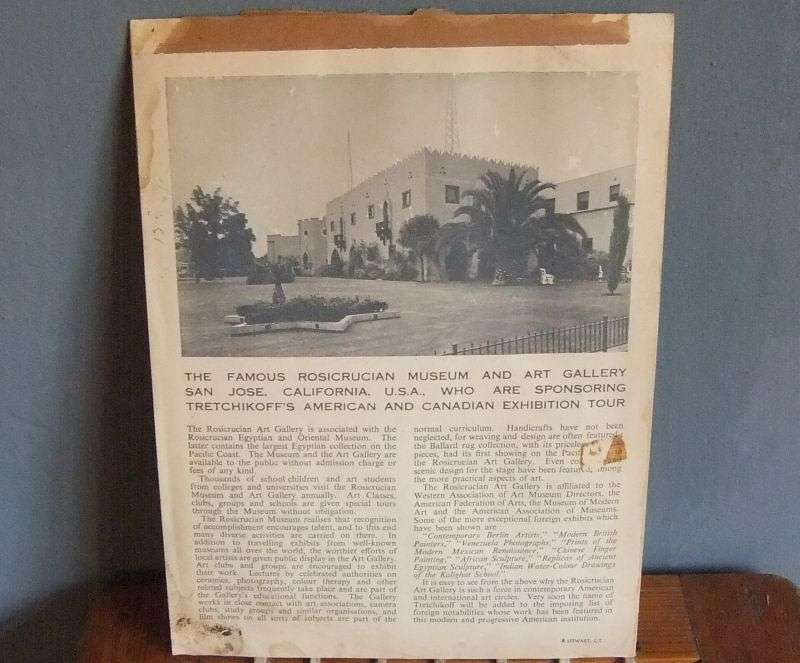 THE FAMOUS ROSICRUCIAN MUSEUM AND ART GALLERY
SAN JOSE, CALIFORNIA, U.S.A., WHO ARE SPONSORING
TRETCHIKOFF'S AMERICAN AND CANADIAN EXHIBITION TOUR
The Rosicrucian Art Gallery is associated with the
Rosicrucian Egyptian and Oriental Museum. The
latter contains the largest Egyptian collection on the
Pacific Coast. The Museum and the Art Gallery are
available to the public without admission charge or
fees of any kind.
Thousands of school children and art students
from colleges and universities visit the Rosicrucian
Museum and Art Gallery annually. Art Classes,
clubs, groups and schools are given special tours
through the Museum without obligation.
The Rosicrucian Museum realises that recognition
of accomplishment encourages talent, and to this end
many diverse activities are carried on there. In
addition to travelling exhibits from well-known
museums all over the world, the worthier efforts of
local artists are given public display in the Art Gallery.
Art clubs and groups are encouraged to exhibit
their work. Lectures by celebrated authorities on
ceramics, photography, colour therapy and other
related subjects frequently take place and are part of
the Gallery's educational functions. The Gallery
works in close contact with art associations, camera
clubs, study groups and similar organisations, and
film shows on all sorts of subjects are part of the
normal curriculum. Handicrafts have not been
neglected, for weaving and design are often featured
the Ballard rug collection, with its priceless
pieces, had its first showing on the Pacific
the Rosicrucian Art Gallery. Even
scenic design for the stage have been featured, among
the more practical aspects of art.
The Rosicrucian Art Gallery is affiliated to the
Western Association of Art Museum Directors, the
American Federation of Arts, the Museum of Modern
Art and the American Association of Museums.
Some of the more exceptional foreign exhibits which
have been shown are
"Contemporary Berlin Artists," "Modern British
Painters," "Venezuela Photographs," "Prints of the
Modern Mexican Renaissance," "Chinese Finger
Painting," "African Sculpture," "Replicas of Ancient
Egyptian Sculpture," "Indian Water-Colour Drawings
of the Kalighat School."
It is easy to see from the above why the Rosicrucian
Art Gallery is such a force in contemporary American
and international art circles. Very soon the name of
Tretchikoff will be added to the imposing list of
foreign notabilities whose work has been featured in
this modern and progressive American institution.
STEWART, C.T.